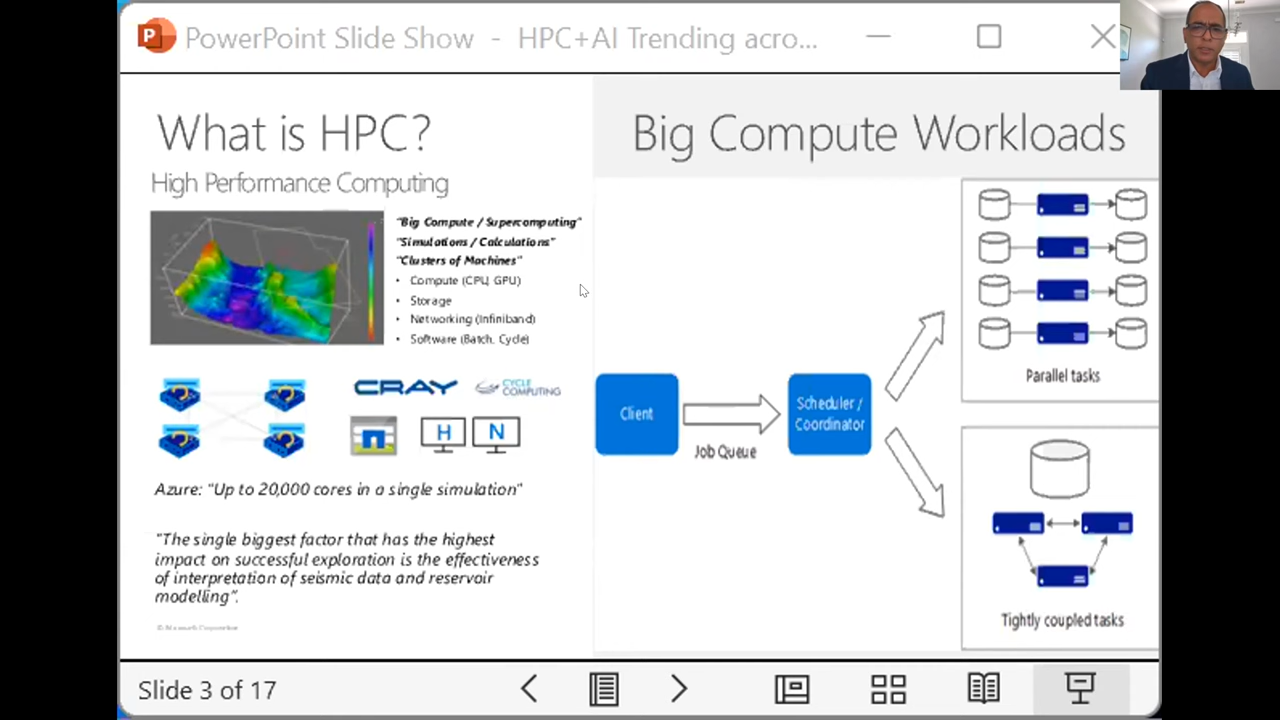 PowerPoint Slide Show - HPC+AI Trending acro...
What is HPC?
High Performance Computing
"Big Compute / Supercomputing"
"Simulations / Calculations"
"Clusters of Machines"
• Compute (CPU, GPU)
• Storage
• Networking (Infiniband)
• Software (Batch, Cycle)
CRAY
CYCLE
COMPUTING
H N
Azure: "Up to 20,000 cores in a single simulation"
"The single biggest factor that has the highest
impact on successful exploration is the effectiveness
of interpretation of seismic data and reservoir
modelling".
© Microsoft Corporation
Big Compute Workloads
Client
Job Queue
Scheduler /
Coordinator
Parallel tasks
Tightly coupled tasks
Slide 3 of 17